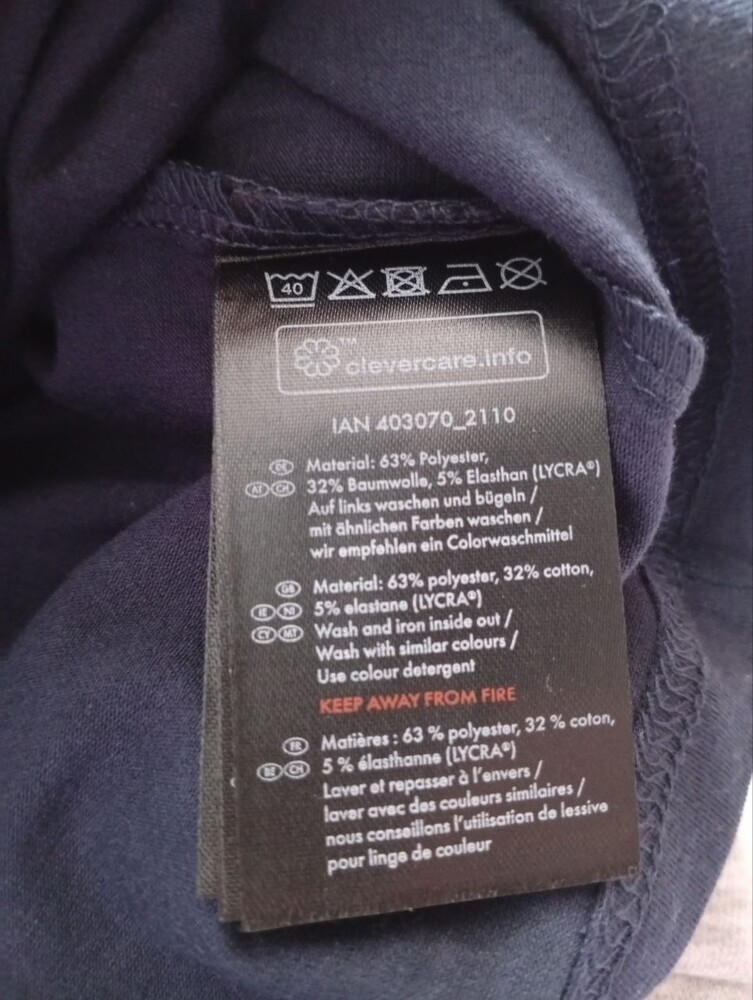 40
clevercare.info™
IAN 403070_2110
DE Material: 63% Polyester,
AT CH 32% Baumwolle, 5% Elasthan (LYCRA®)
Auf links waschen und bügeln /
mit ähnlichen Farben waschen /
wir empfehlen ein Colorwaschmittel
GB Material: 63% polyester, 32% cotton,
IE NI 5% elastane (LYCRA®)
CY MT Wash and iron inside out /
Wash with similar colours /
Use colour detergent
KEEP AWAY FROM FIRE
FR Matières : 63 % polyester, 32 % coton,
BE CH 5 % élasthanne (LYCRA®)
Laver et repasser à l'envers /
laver avec des couleurs similaires /
nous conseillons l'utilisation de lessive
pour linge de couleur